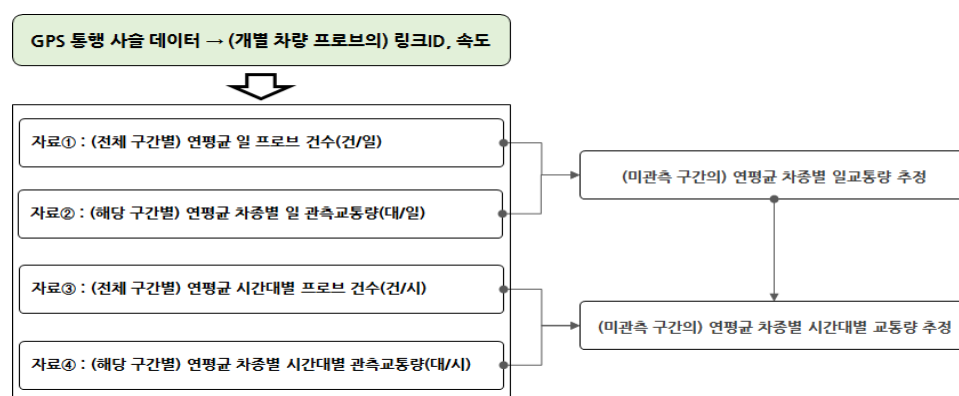 GPS 통행 사슬 데이터 → (개별 차량 프로브의) 링크ID, 속도
자료① : (전체 구간별) 연평균 일 프로브 건수(건/일)
자료② : (해당 구간별) 연평균 차종별 일 관측교통량(대/일)
(미관측 구간의) 연평균 차종별 일교통량 추정
자료③ : (전체 구간별) 연평균 시간대별 프로브 건수(건/시)
자료④ : (해당 구간별) 연평균 차종별 시간대별 관측교통량(대/시)
(미관측 구간의) 연평균 차종별 시간대별 교통량 추정